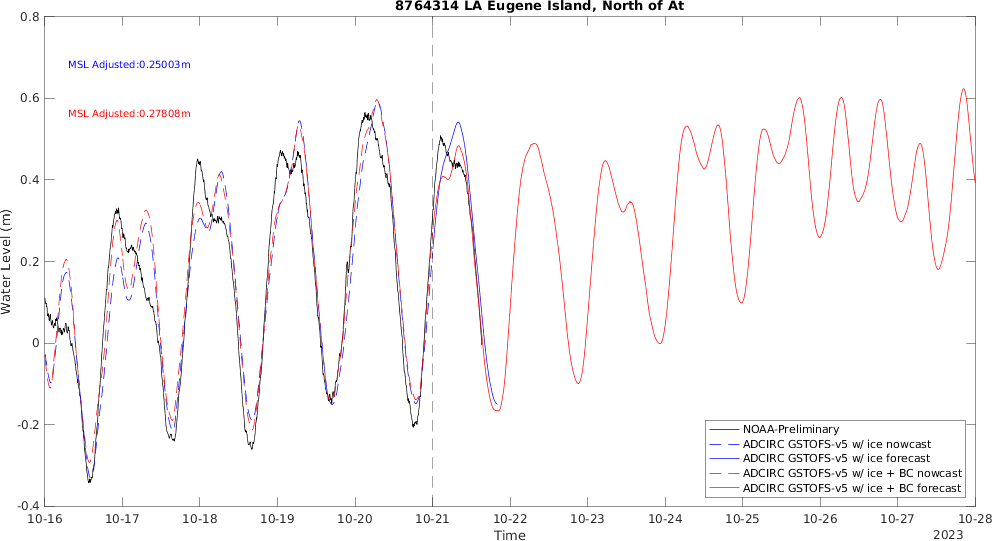 8764314 LA Eugene Island, North of At
0.8
0.6
0.4
0.2
0
-0.2
-0.4
Water Level (m)
MSL Adjusted:0.25003m
MSL Adjusted:0.27808m
NOAA-Preliminary
ADCIRC GSTOFS-v5 w/ ice nowcast
ADCIRC GSTOFS-v5 w/ ice forecast
ADCIRC GSTOFS-v5 w/ ice + BC nowcast
ADCIRC GSTOFS-v5 w/ ice + BC forecast
10-16 10-17 10-18 10-19 10-20 10-21 10-22 10-23 10-24 10-25 10-26 10-27 10-28
Time
2023